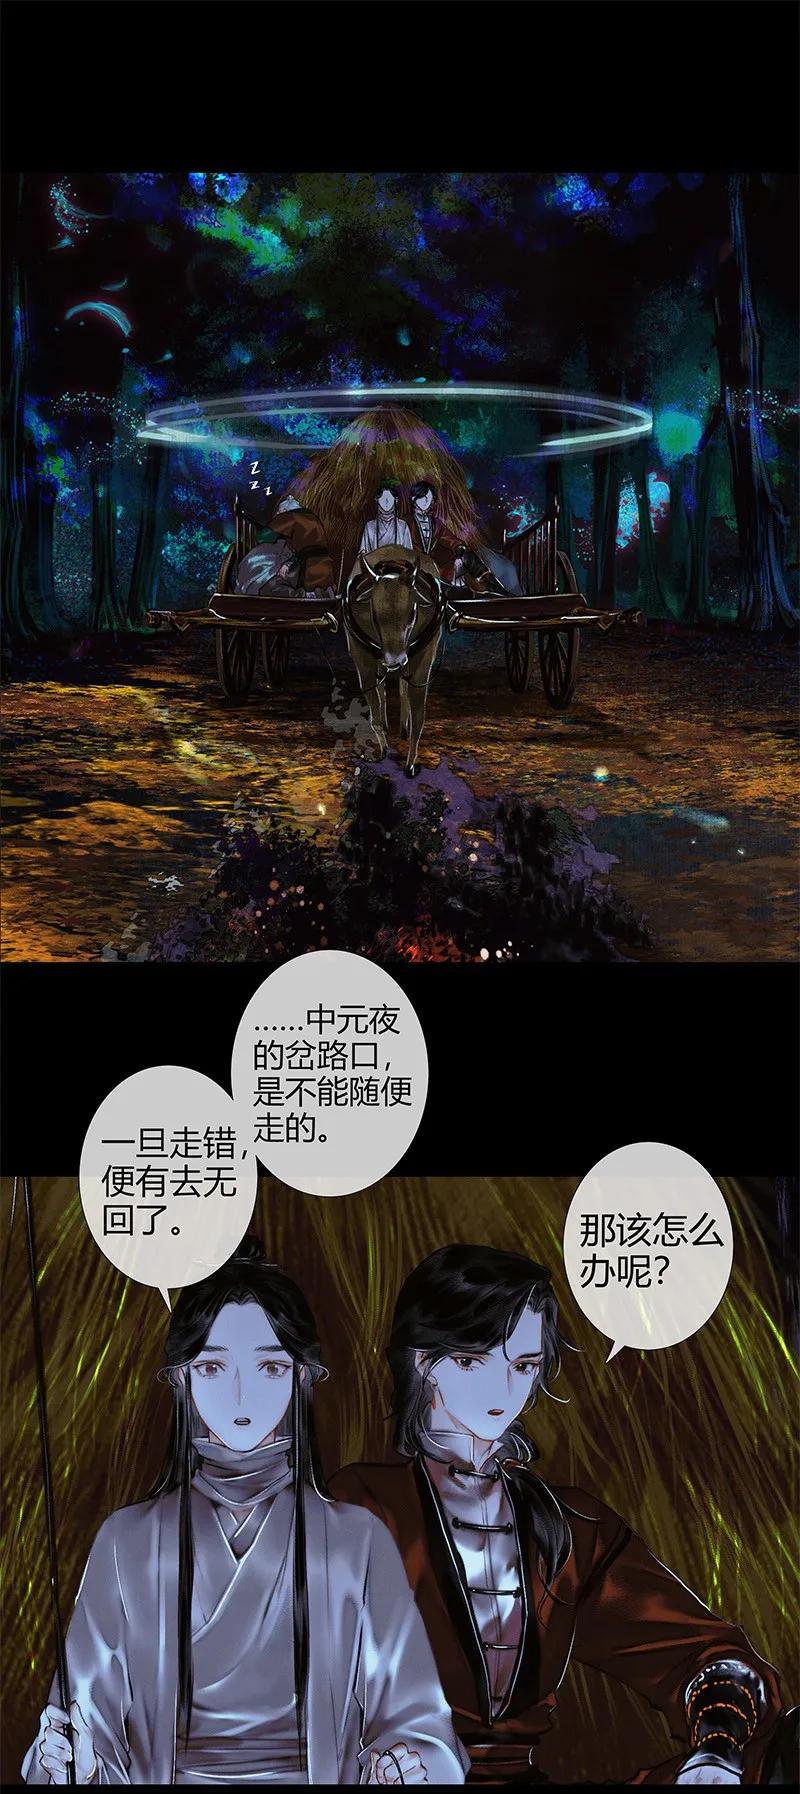 z
z
z
……中元夜
的岔路口，
是不能随便
走的。
一旦走错，
便有去无
回了。
那该怎么
办呢？